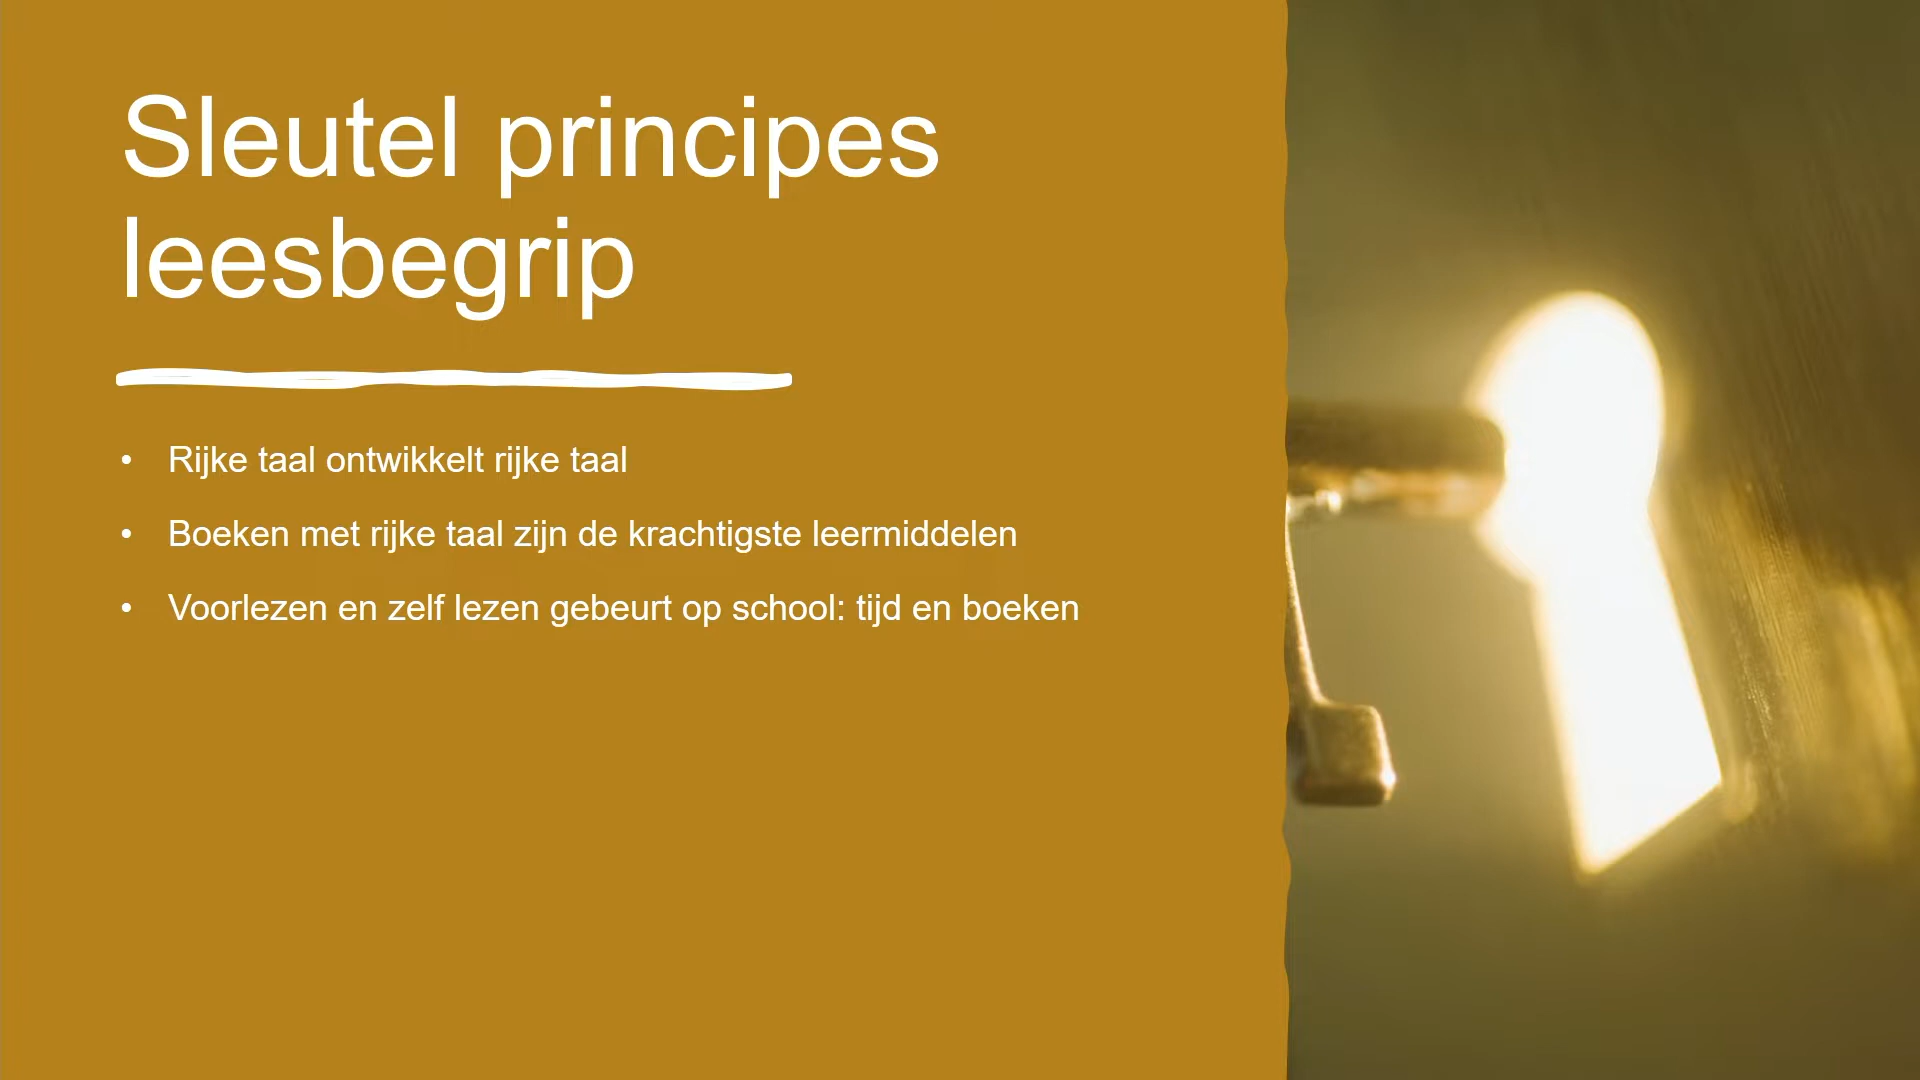 Sleutel principes
leesbegrip
• Rijke taal ontwikkelt rijke taal
• Boeken met rijke taal zijn de krachtigste leermiddelen
• Voorlezen en zelf lezen gebeurt op school: tijd en boeken